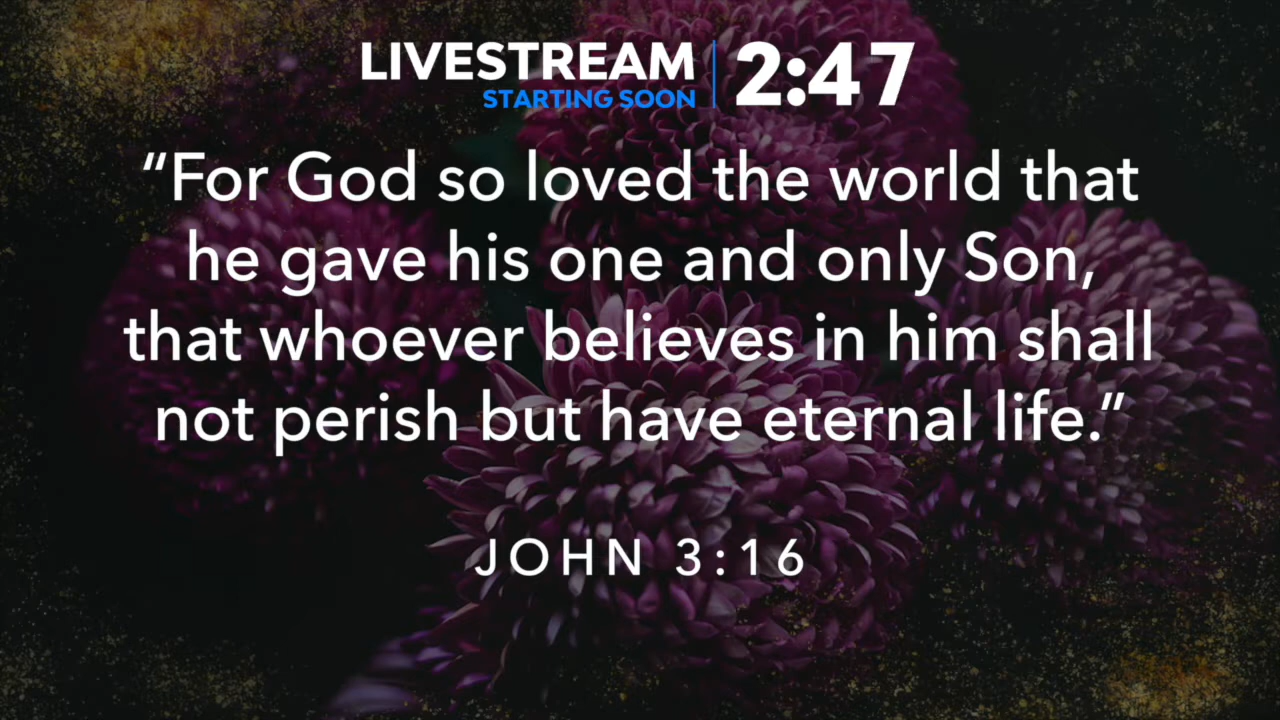 LIVESTREAM
STARTING SOON
2:47
“For God so loved the world that
he gave his one and only Son,
that whoever believes in him shall
not perish but have eternal life.”
JOHN 3:16